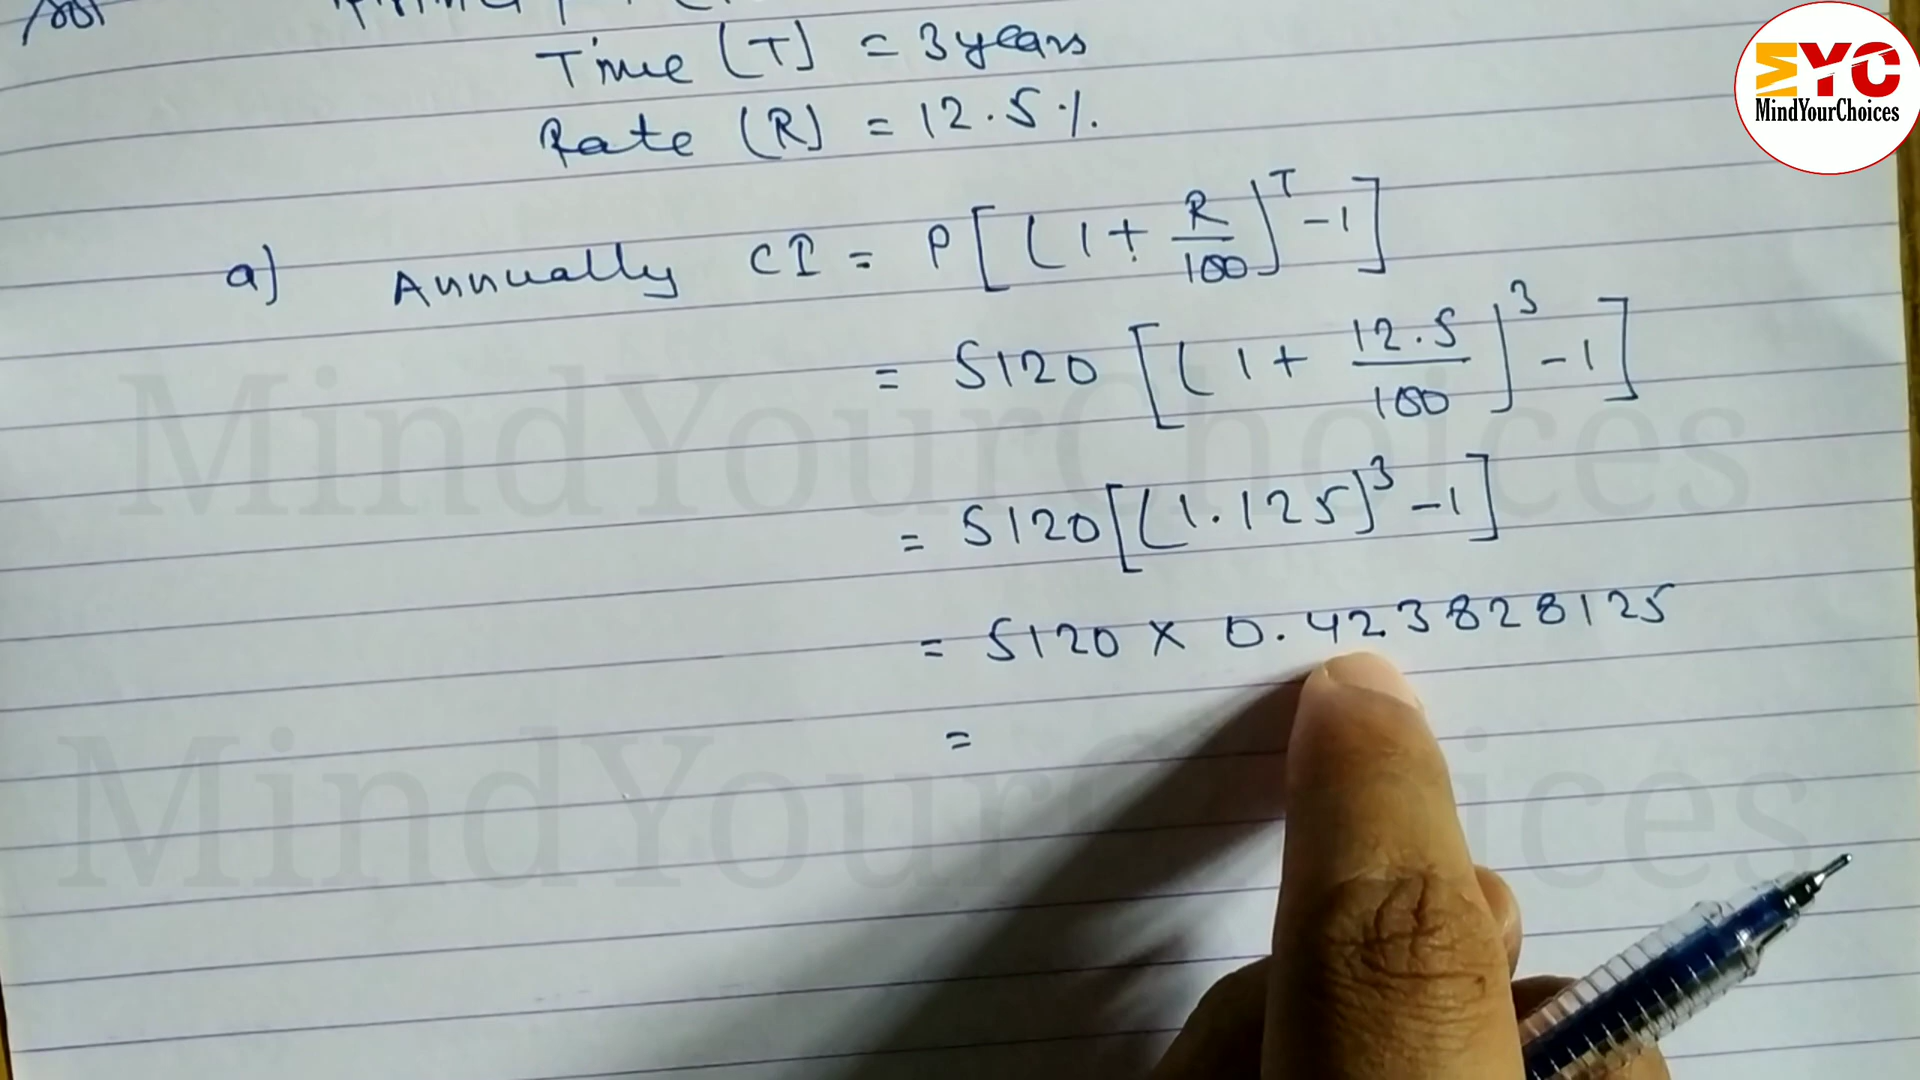 Time (T) = 3 years
Rate (R) = 12.5 %.
a) Annually CI = P[(1 + R/100)^T - 1]
= 5120 [(1 + 12.5/100)^3 - 1]
= 5120[(1.125)^3 - 1]
= 5120 × 0.423828125
=
MYC
MindYourChoices
MindYourChoices
MindYourChoices